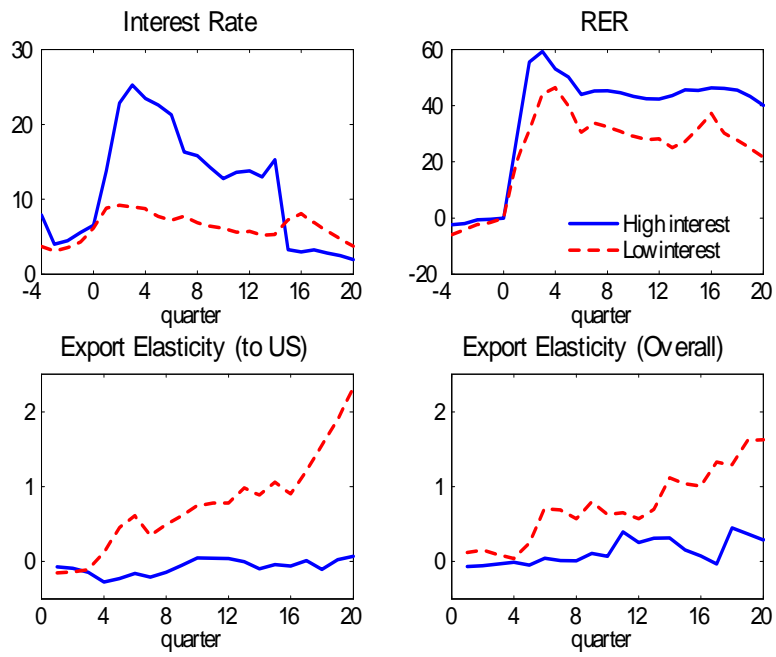 Interest Rate
30
20
10
0
-4 0 4 8 12 16 20
quarter
RER
60
40
20
0
-20
High interest
Low interest
-4 0 4 8 12 16 20
quarter
Export Elasticity (to US)
2
1
0
0 4 8 12 16 20
quarter
Export Elasticity (Overall)
2
1
0
0 4 8 12 16 20
quarter